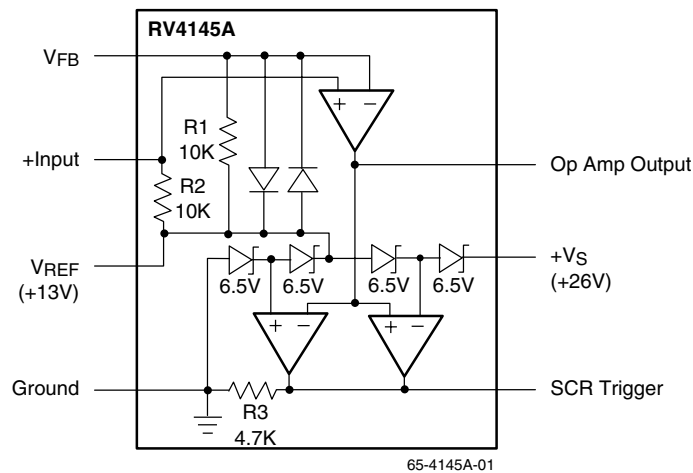 RV4145A
VFB
R1
10K
+Input
R2
10K
Op Amp Output
VREF
(+13V)
6.5V
6.5V
6.5V
6.5V
+VS
(+26V)
+ −
+ −
+ −
Ground
R3
4.7K
SCR Trigger
65-4145A-01